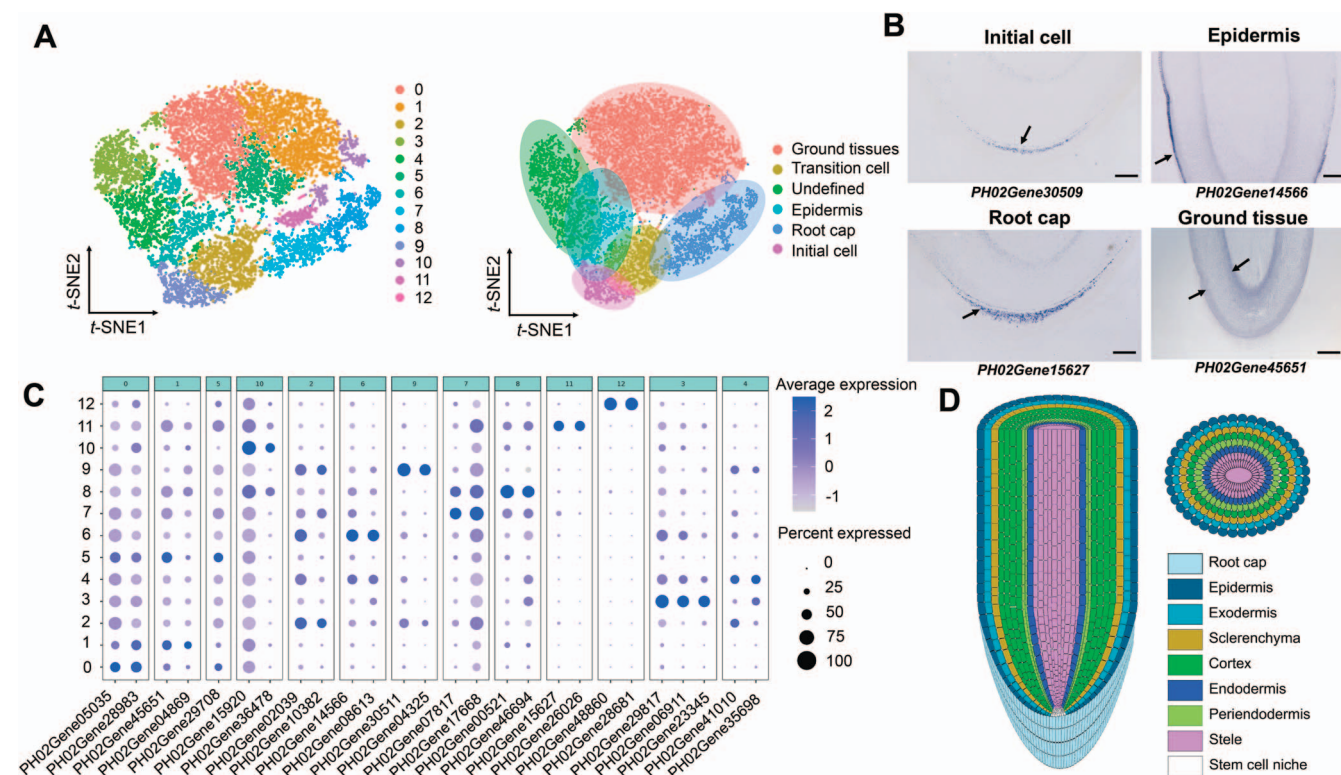 A
0
1
2
3
4
5
6
7
8
9
10
11
12
t-SNE2
t-SNE1
Ground tissues
Transition cell
Undefined
Epidermis
Root cap
Initial cell
t-SNE2
t-SNE1
B
Initial cell
Epidermis
PH02Gene30509
PH02Gene14566
Root cap
Ground tissue
PH02Gene15627
PH02Gene45651
C
0 1 5 10 2 6 9 7 8 11 12 3 4
12
11
10
9
8
7
6
5
4
3
2
1
0
PH02Gene05035
PH02Gene28983
PH02Gene45651
PH02Gene04869
PH02Gene29708
PH02Gene15920
PH02Gene36478
PH02Gene02039
PH02Gene10382
PH02Gene14566
PH02Gene08613
PH02Gene30511
PH02Gene04325
PH02Gene07817
PH02Gene17668
PH02Gene00521
PH02Gene46694
PH02Gene15627
PH02Gene26026
PH02Gene48860
PH02Gene28681
PH02Gene29817
PH02Gene06911
PH02Gene23345
PH02Gene41010
PH02Gene35698
Average expression
2
1
0
-1
Percent expressed
0
25
50
75
100
D
Root cap
Epidermis
Exodermis
Sclerenchyma
Cortex
Endodermis
Periendodermis
Stele
Stem cell niche